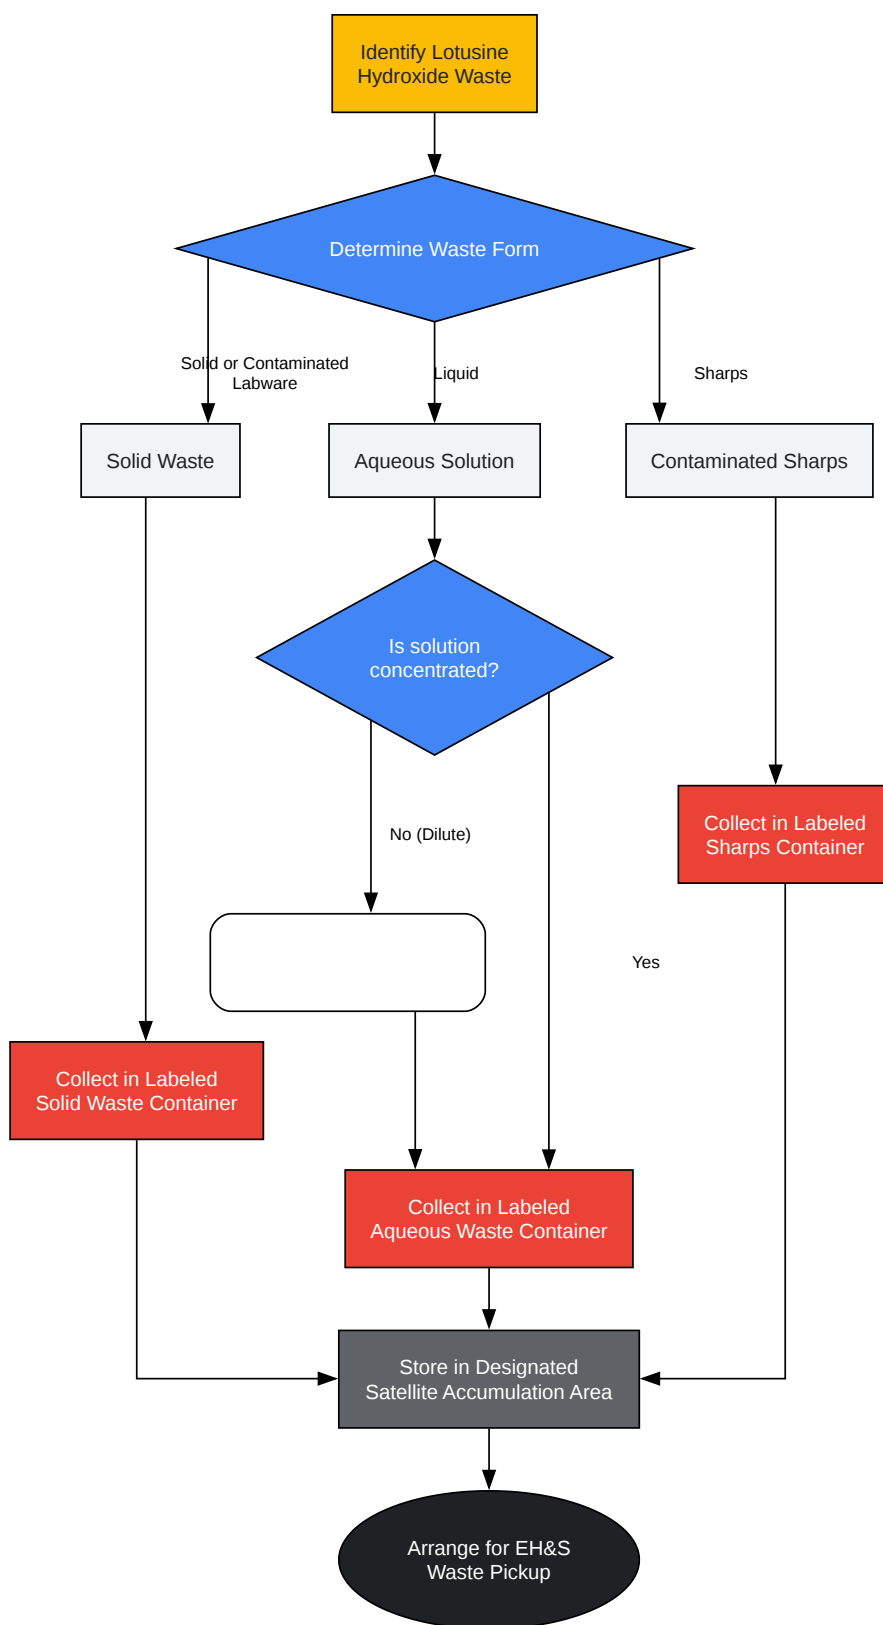 Identify Lotusine
Hydroxide Waste
Determine Waste Form
Solid or Contaminated
Labware
Liquid
Sharps
Solid Waste
Aqueous Solution
Contaminated Sharps
Is solution
concentrated?
No (Dilute)
Collect in Labeled
Sharps Container
Yes
Collect in Labeled
Solid Waste Container
Collect in Labeled
Aqueous Waste Container
Store in Designated
Satellite Accumulation Area
Arrange for EH&S
Waste Pickup